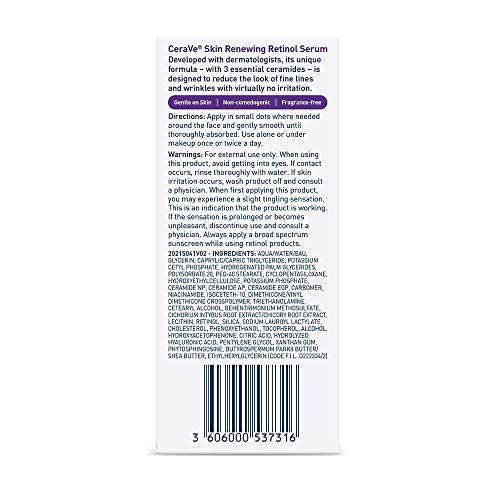 CeraVe® Skin Renewing Retinol Serum
Developed with dermatologists, its unique
formula – with 3 essential ceramides – is
designed to reduce the look of fine lines
and wrinkles with virtually no irritation.
Gentle on Skin | Non-comedogenic | Fragrance-free
Directions: Apply in small dots where needed
around the face and gently smooth until
thoroughly absorbed. Use alone or under
makeup once or twice a day.
Warnings: For external use only. When using
this product, avoid getting into eyes. If contact
occurs, rinse thoroughly with water. If skin
irritation occurs, wash product off and consult
a physician. When first applying this product,
you may experience a slight tingling sensation.
This is an indication that the product is working.
If the sensation is prolonged or becomes
unpleasant, discontinue use and consult a
physician. Always apply a broad spectrum
sunscreen while using retinol products.
20215041V02 - INGREDIENTS: AQUA/WATER/EAU,
GLYCERIN, CAPRYLIC/CAPRIC TRIGLYCERIDE, POTASSIUM
CETYL PHOSPHATE, HYDROGENATED PALM GLYCERIDES,
POLYSORBATE 20, PEG-40 STEARATE, CYCLOPENTASILOXANE,
HYDROXYETHYLCELLULOSE, POTASSIUM PHOSPHATE,
CERAMIDE NP, CERAMIDE AP, CERAMIDE EOP, CARBOMER,
NIACINAMIDE, ISOCETETH-10, DIMETHICONE/VINYL
DIMETHICONE CROSSPOLYMER, TRIETHANOLAMINE,
CETEARYL ALCOHOL, BEHENTRIMONIUM METHOSULFATE,
CICHORIUM INTYBUS ROOT EXTRACT/CHICORY ROOT EXTRACT,
LECITHIN, RETINOL, SILICA, SODIUM LAUROYL LACTYLATE,
CHOLESTEROL, PHENOXYETHANOL, TOCOPHEROL, ALCOHOL,
HYDROXYACETOPHENONE, CITRIC ACID, HYDROLYZED
HYALURONIC ACID, PENTYLENE GLYCOL, XANTHAN GUM,
PHYTOSPHINGOSINE, BUTYROSPERMUM PARKII BUTTER/
SHEA BUTTER, ETHYLHEXYLGLYCERIN [CODE F.I.L. D222334/2]
3 606000 537316